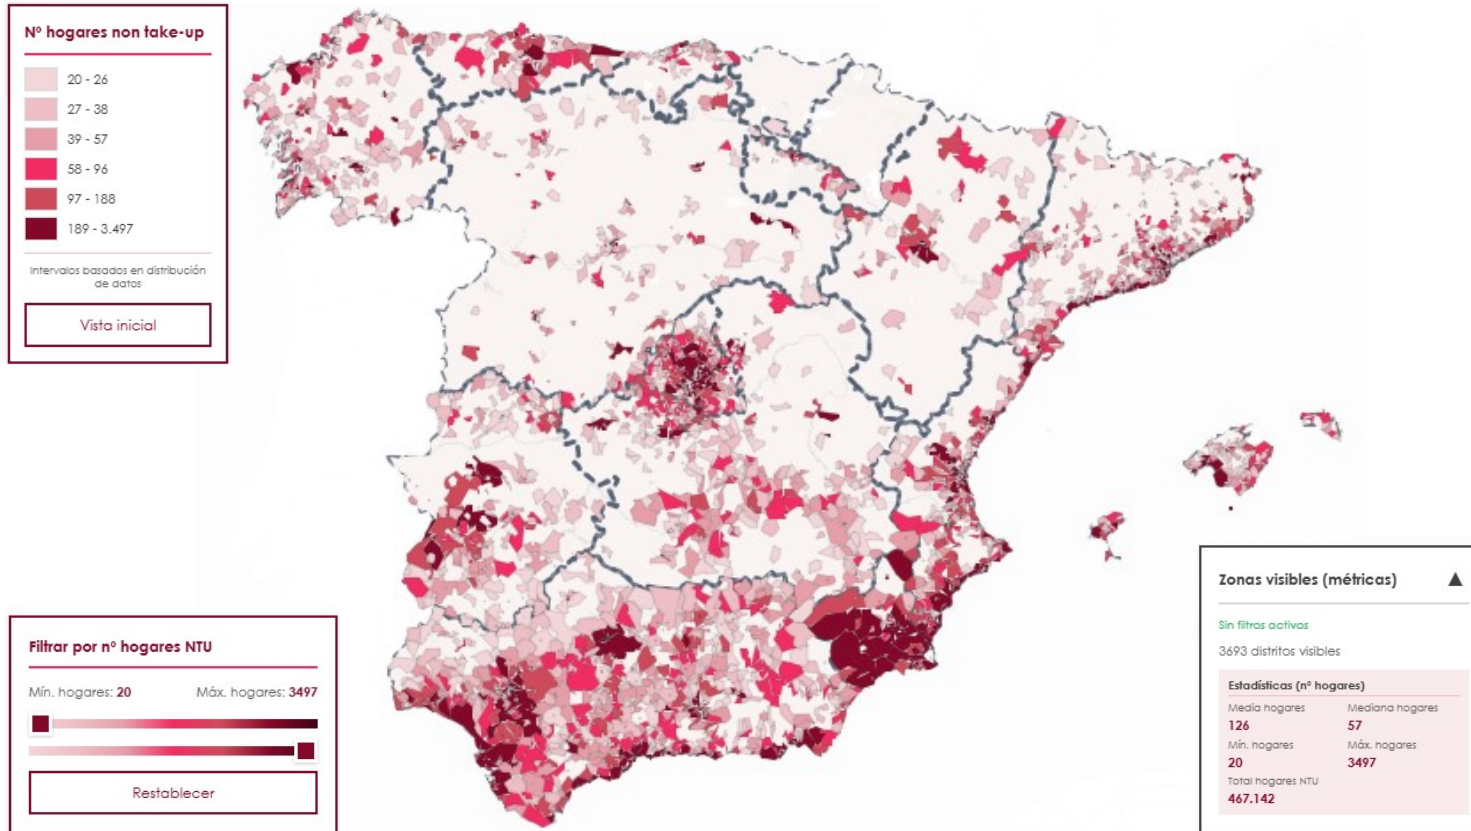 Nº hogares non take-up
20 - 26
27 - 38
39 - 57
58 - 96
97 - 188
189 - 3.497
Intervalos basados en distribución
de datos
Vista inicial
Filtrar por nº hogares NTU
Mín. hogares: 20 Máx. hogares: 3497
Restablecer
Zonas visibles (métricas) ▲
Sin filtros activos
3693 distritos visibles
Estadísticas (nº hogares)
Media hogares Mediana hogares
126 57
Mín. hogares Máx. hogares
20 3497
Total hogares NTU
467.142